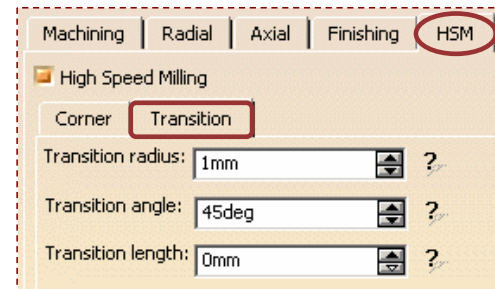 Machining Radial Axial Finishing HSM
High Speed Milling
Corner Transition
Transition radius: 1mm ?
Transition angle: 45deg ?
Transition length: 0mm ?